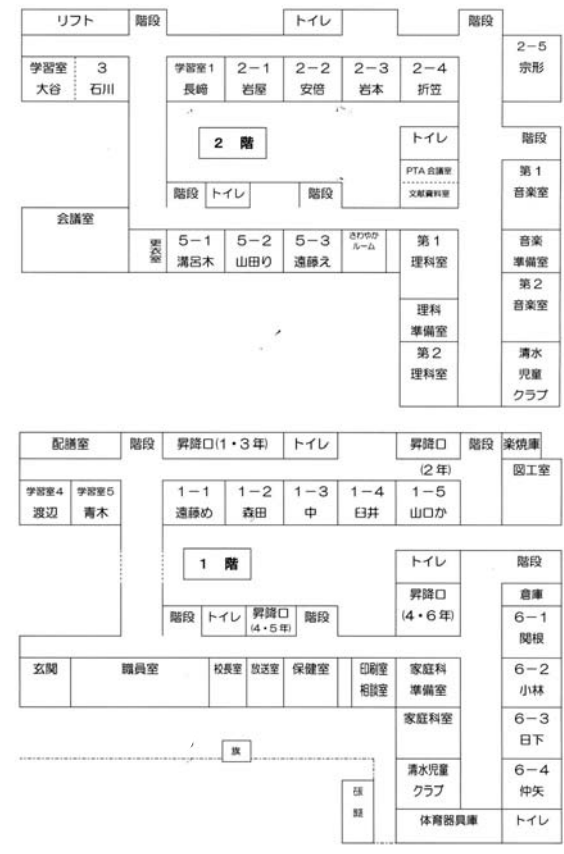 リフト 階段 トイレ 階段
2-5
学習室 3 学習室1 2-1 2-2 2-3 2-4 宗形
大谷 石川 長﨑 岩屋 安倍 岩本 折笠
2 階
トイレ 階段
PTA会議室 第1
文献資料室 音楽室
階段 トイレ 階段
会議室
更衣室 5-1 5-2 5-3 さわやか 第1 音楽
溝呂木 山田り 遠藤え ルーム 理科室 準備室
第2
理科 音楽室
準備室
第2 清水
理科室 児童
クラブ
配膳室 階段 昇降口(1・3年) トイレ 昇降口 階段 楽焼庫
(2年) 図工室
学習室4 学習室5 1-1 1-2 1-3 1-4 1-5
渡辺 青木 遠藤め 森田 中 臼井 山口か
1 階
トイレ 階段
昇降口 倉庫
階段 トイレ 昇降口 階段 (4・6年) 6-1
(4・5年) 関根
玄関 職員室 校長室 放送室 保健室 印刷室 家庭科 6-2
相談室 準備室 小林
家庭科室 6-3
日下
旗
清水児童 6-4
クラブ 仲矢
体育器具庫 トイレ